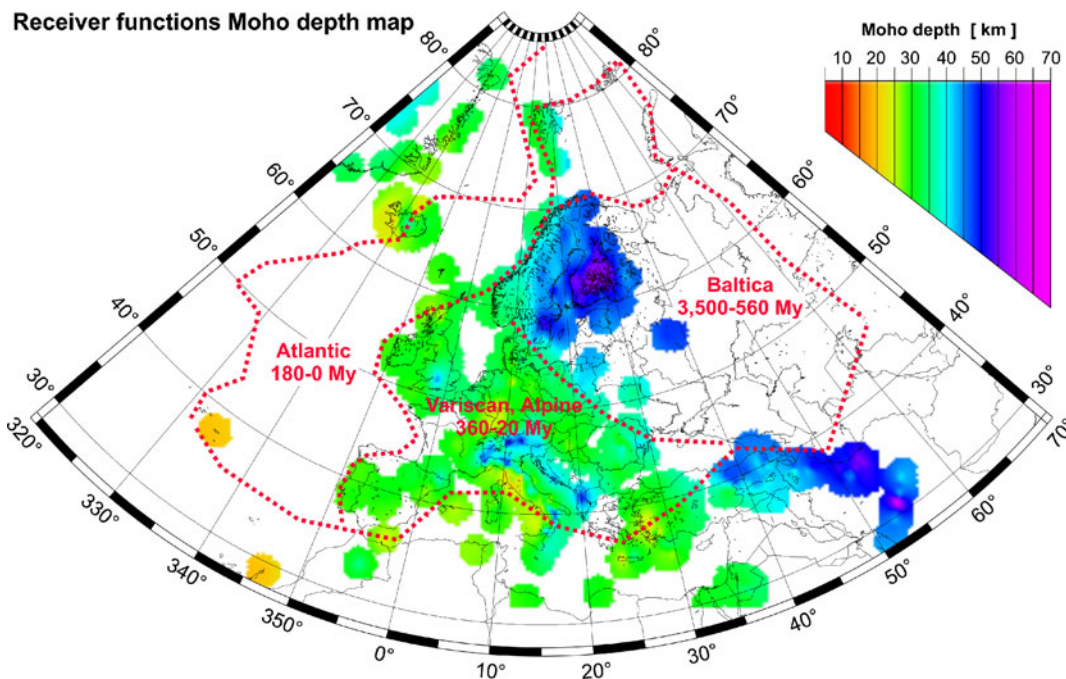 Receiver functions Moho depth map
Moho depth [ km ]
10 20 30 40 50 60 70
80° 80°
70° 70°
60° 60°
50° 50°
40° 40°
30° 30°
320° 70°
330° 60°
340° 50°
350° 40°
0° 10° 20° 30°
Baltica
3,500-560 My
Atlantic
180-0 My
Variscan, Alpine
360-20 My